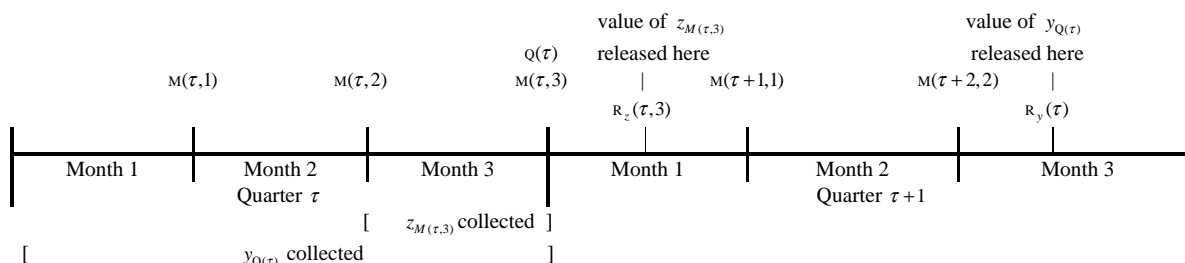 value of z_{M(τ,3)} value of y_{Q(τ)}
Q(τ) released here released here
M(τ,1) M(τ,2) M(τ,3) | M(τ+1,1) M(τ+2,2) |
R_z(τ,3) R_y(τ)
Month 1 Month 2 Month 3 Month 1 Month 2 Month 3
Quarter τ Quarter τ+1
[ z_{M(τ,3)} collected ]
[ y_{Q(τ)} collected ]